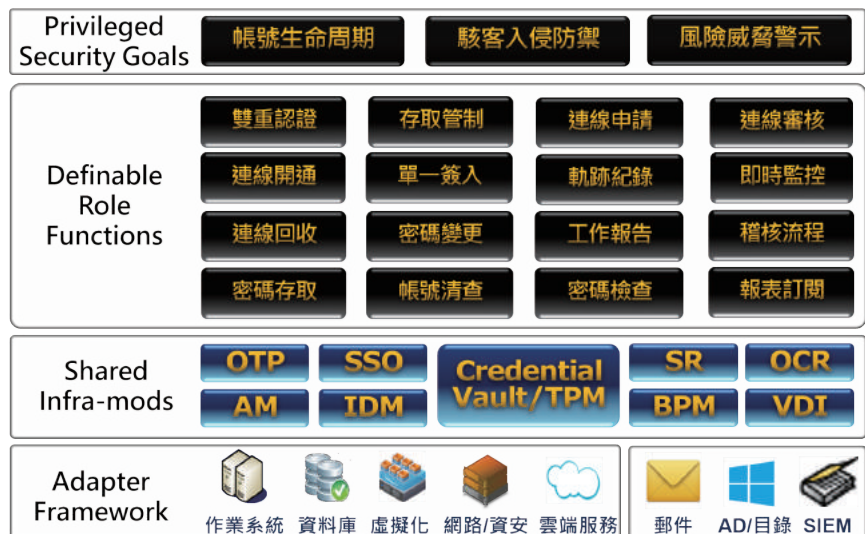 Privileged
Security Goals
帳號生命周期 駭客入侵防禦 風險威脅警示
Definable
Role
Functions
雙重認證 存取管制 連線申請 連線審核
連線開通 單一簽入 軌跡紀錄 即時監控
連線回收 密碼變更 工作報告 稽核流程
密碼存取 帳號清查 密碼檢查 報表訂閱
Shared
Infra-mods
OTP SSO Credential Vault/TPM SR OCR
AM IDM BPM VDI
Adapter
Framework
作業系統 資料庫 虛擬化 網路/資安 雲端服務 郵件 AD/目錄 SIEM